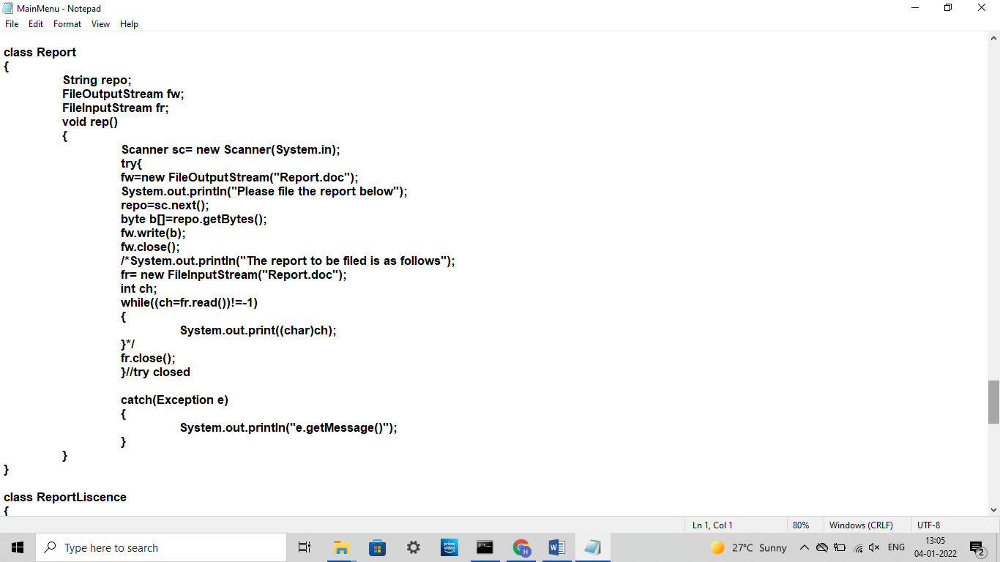 MainMenu - Notepad
File Edit Format View Help
class Report
{
String repo;
FileOutputStream fw;
FileInputStream fr;
void rep()
{
Scanner sc= new Scanner(System.in);
try{
fw=new FileOutputStream("Report.doc");
System.out.println("Please file the report below");
repo=sc.next();
byte b[]=repo.getBytes();
fw.write(b);
fw.close();
/*System.out.println("The report to be filed is as follows");
fr= new FileInputStream("Report.doc");
int ch;
while((ch=fr.read())!=-1)
{
System.out.print((char)ch);
}*/
fr.close();
}//try closed
catch(Exception e)
{
System.out.println("e.getMessage()");
}
}
}
class ReportLiscence
{
Ln 1, Col 1 80% Windows (CRLF) UTF-8
Type here to search
prime video
H
W
27°C Sunny
ENG
13:05
04-01-2022
2